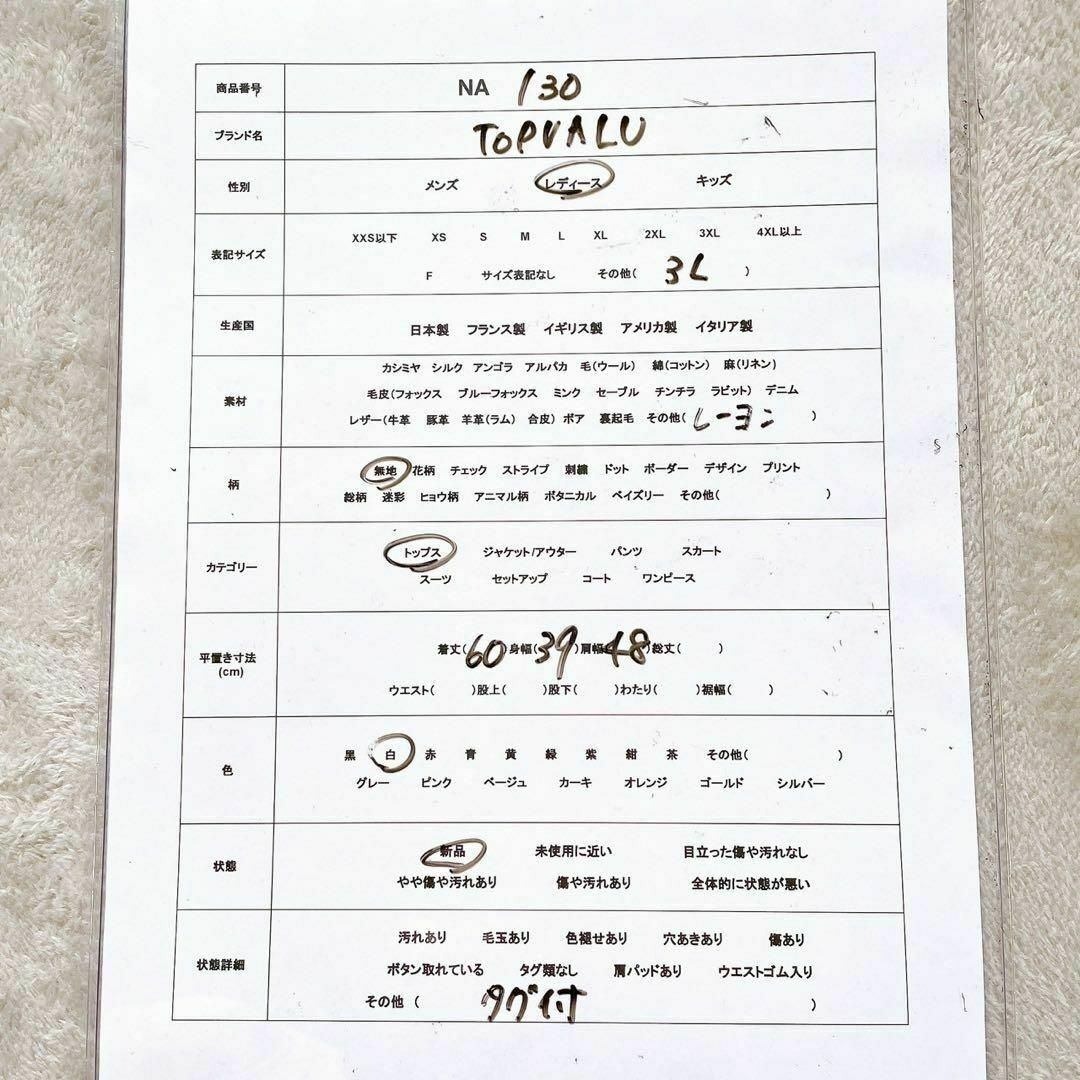 商品番号 NA 130
ブランド名 TOPVALU
性別 メンズ レディース キッズ
表記サイズ
XXS以下 XS S M L XL 2XL 3XL 4XL以上
F サイズ表記なし その他( 3L )
生産国 日本製 フランス製 イギリス製 アメリカ製 イタリア製
素材
カシミヤ シルク アンゴラ アルパカ 毛(ウール) 綿(コットン) 麻(リネン)
毛皮(フォックス ブルーフォックス ミンク セーブル チンチラ ラビット) デニム
レザー(牛革 豚革 羊革(ラム) 合皮) ボア 裏起毛 その他( レーヨン )
柄
無地 花柄 チェック ストライプ 刺繍 ドット ボーダー デザイン プリント
総柄 迷彩 ヒョウ柄 アニマル柄 ボタニカル ペイズリー その他( )
カテゴリー
トップス ジャケット/アウター パンツ スカート
スーツ セットアップ コート ワンピース
平置き寸法
(cm)
着丈( 60 )身幅( 39 )肩幅( 48 )総丈( )
ウエスト( )股上( )股下( )わたり( )裾幅( )
色
黒 白 赤 青 黄 緑 紫 紺 茶 その他( )
グレー ピンク ベージュ カーキ オレンジ ゴールド シルバー
状態
新品 未使用に近い 目立った傷や汚れなし
やや傷や汚れあり 傷や汚れあり 全体的に状態が悪い
状態詳細
汚れあり 毛玉あり 色褪せあり 穴あきあり 傷あり
ボタン取れている タグ類なし 肩パッドあり ウエストゴム入り
その他 ( タグ付 )